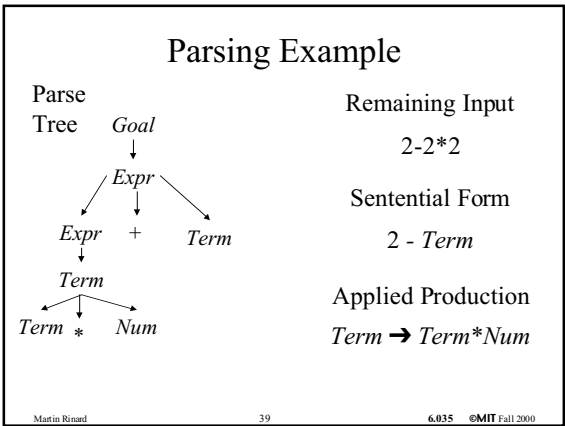 Parsing Example
Parse
Tree
Goal
Expr
Expr + Term
Term
Term * Num
Remaining Input
2-2*2
Sentential Form
2 - Term
Applied Production
Term ➔ Term*Num
Martin Rinard 39 6.035 ©MIT Fall 2000